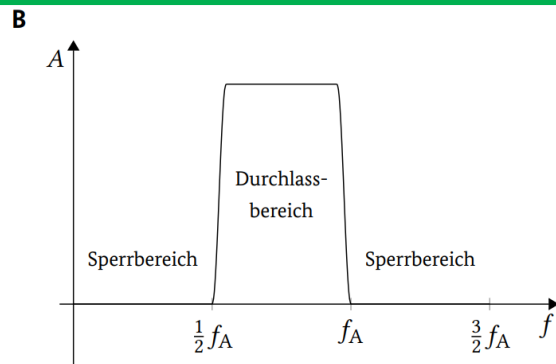 B
A
Durchlass-
bereich
Sperrbereich Sperrbereich
1/2 f_A f_A 3/2 f_A f